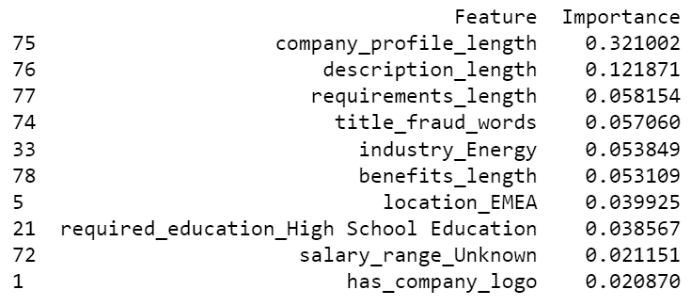 Feature Importance
75 company_profile_length 0.321002
76 description_length 0.121871
77 requirements_length 0.058154
74 title_fraud_words 0.057060
33 industry_Energy 0.053849
78 benefits_length 0.053109
5 location_EMEA 0.039925
21 required_education_High School Education 0.038567
72 salary_range_Unknown 0.021151
1 has_company_logo 0.020870